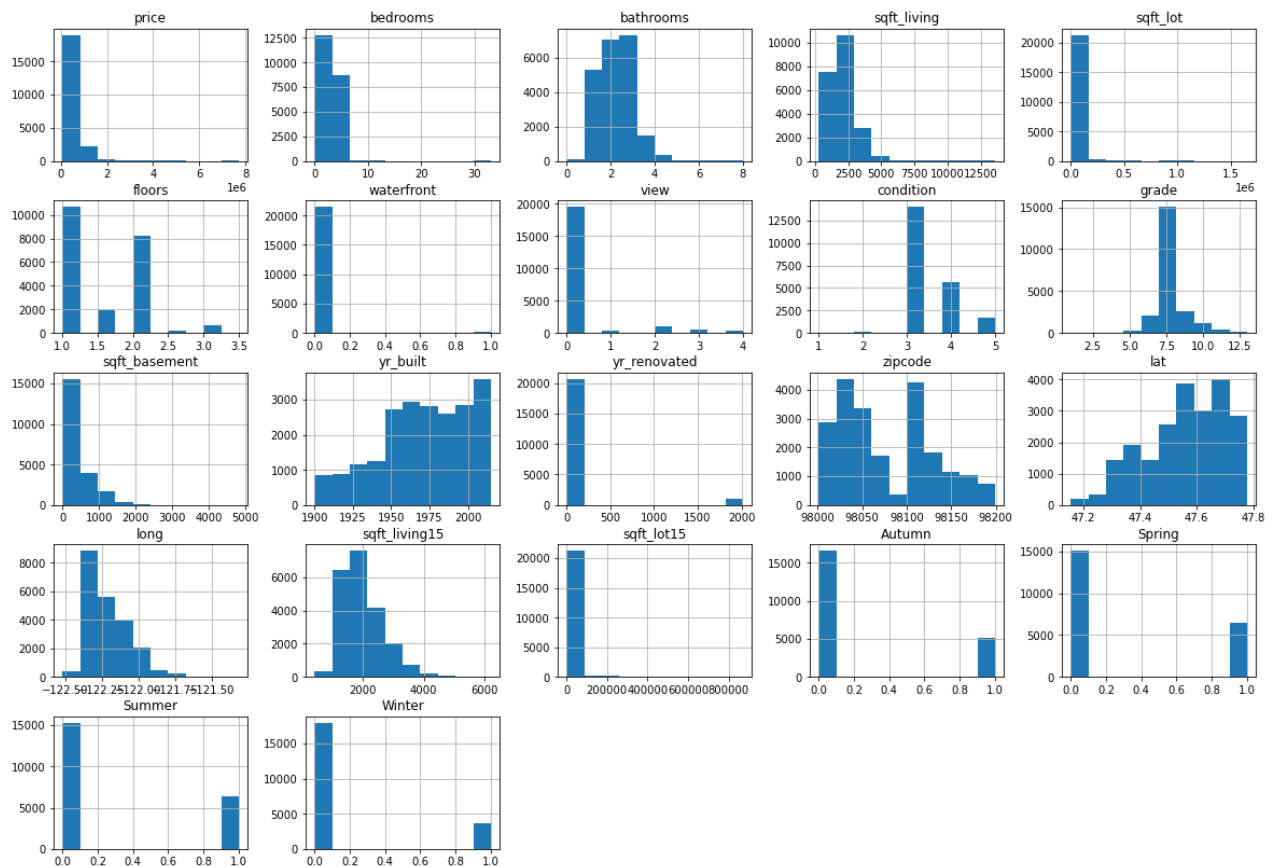 price bedrooms bathrooms sqft_living sqft_lot
15000 10000 5000 0
0 2 4 6 8
1e6
12500 10000 7500 5000 2500 0
0 10 20 30
6000 4000 2000 0
0 2 4 6 8
10000 8000 6000 4000 2000 0
0 2500 5000 7500 10000 12500
20000 15000 10000 5000 0
0.0 0.5 1.0 1.5
1e6
floors waterfront view condition grade
10000 8000 6000 4000 2000 0
1.0 1.5 2.0 2.5 3.0 3.5
20000 15000 10000 5000 0
0.0 0.2 0.4 0.6 0.8 1.0
20000 15000 10000 5000 0
0 1 2 3 4
12500 10000 7500 5000 2500 0
1 2 3 4 5
15000 10000 5000 0
2.5 5.0 7.5 10.0 12.5
sqft_basement yr_built yr_renovated zipcode lat
15000 10000 5000 0
0 1000 2000 3000 4000 5000
3000 2000 1000 0
1900 1925 1950 1975 2000
20000 15000 10000 5000 0
0 500 1000 1500 2000
4000 3000 2000 1000 0
98000 98050 98100 98150 98200
4000 3000 2000 1000 0
47.2 47.4 47.6 47.8
long sqft_living15 sqft_lot15 Autumn Spring
8000 6000 4000 2000 0
−122.50 −122.25 −122.00 −121.75 −121.50
6000 4000 2000 0
2000 4000 6000
20000 15000 10000 5000 0
0 200000 400000 600000 800000
15000 10000 5000 0
0.0 0.2 0.4 0.6 0.8 1.0
15000 10000 5000 0
0.0 0.2 0.4 0.6 0.8 1.0
Summer Winter
15000 10000 5000 0
0.0 0.2 0.4 0.6 0.8 1.0
15000 10000 5000 0
0.0 0.2 0.4 0.6 0.8 1.0